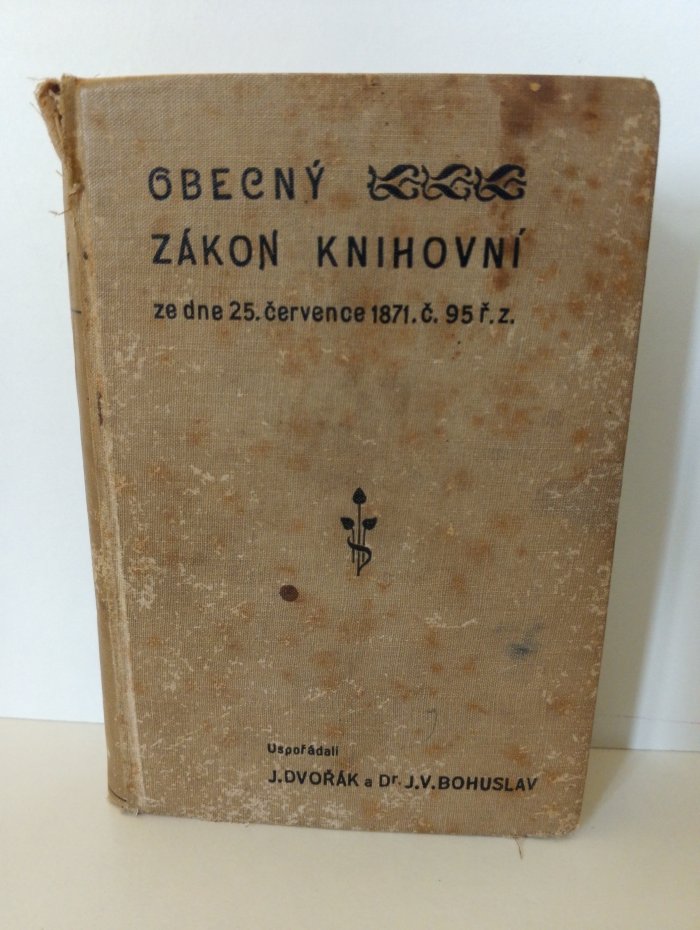 OBECNÝ
ZÁKON KNIHOVNÍ
ze dne 25. července 1871. č. 95 ř. z.
Uspořádali
J. DVOŘÁK a Dr. J. V. BOHUSLAV